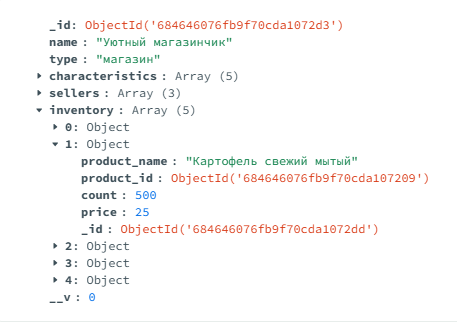 _id: ObjectId('684646076fb9f70cda1072d3')
name : "Уютный магазинчик"
type : "магазин"
characteristics : Array (5)
sellers : Array (3)
inventory : Array (5)
0: Object
1: Object
product_name : "Картофель свежий мытый"
product_id : ObjectId('684646076fb9f70cda107209')
count : 500
price : 25
_id : ObjectId('684646076fb9f70cda1072dd')
2: Object
3: Object
4: Object
__v : 0